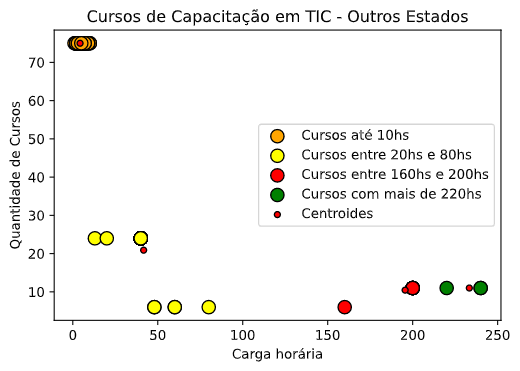 Cursos de Capacitação em TIC - Outros Estados
Quantidade de Cursos
70
60
50
40
30
20
10
Cursos até 10hs
Cursos entre 20hs e 80hs
Cursos entre 160hs e 200hs
Cursos com mais de 220hs
Centroides
0 50 100 150 200 250
Carga horária